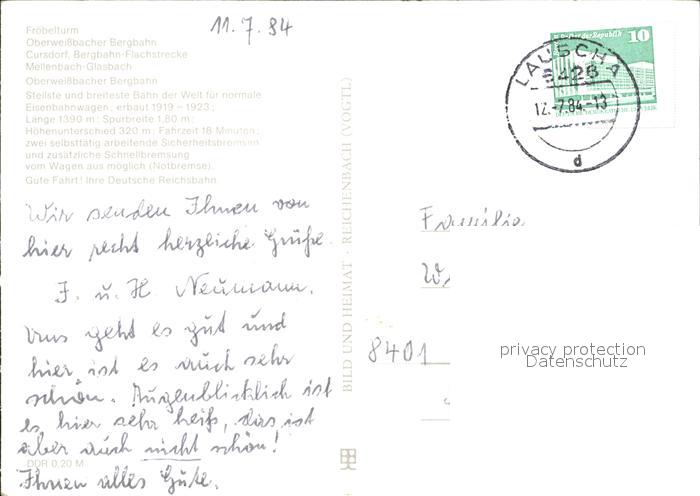 11.7.84
Fröbelturm
Oberweißbacher Bergbahn
Cursdorf, Bergbahn-Flachstrecke
Mellenbach-Glasbach
Oberweißbacher Bergbahn
Steilste und breiteste Bahn der Welt für normale
Eisenbahnwagen; erbaut 1919 – 1923;
Länge 1390 m; Spurbreite 1,80 m;
Höhenunterschied 320 m; Fahrzeit 18 Minuten;
zwei selbsttätig arbeitende Sicherheitsbremsen
und zusätzliche Schnellbremsung
vom Wagen aus möglich (Notbremse).
Gute Fahrt! Ihre Deutsche Reichsbahn
Wir senden Ihnen von
hier recht herzliche Grüße
F. u. H. Neumann.
Uns geht es gut und
hier ist es auch sehr
schön. Augenblicklich ist
es hier sehr heiß, das ist
aber auch nicht schön!
Ihnen alles Gute.
DDR 0,20 M
BILD UND HEIMAT · REICHENBACH (VOGTL)
10
LAUSCHA
6426
12.-7.84.-13
d
Familie
8401
privacy protection
Datenschutz